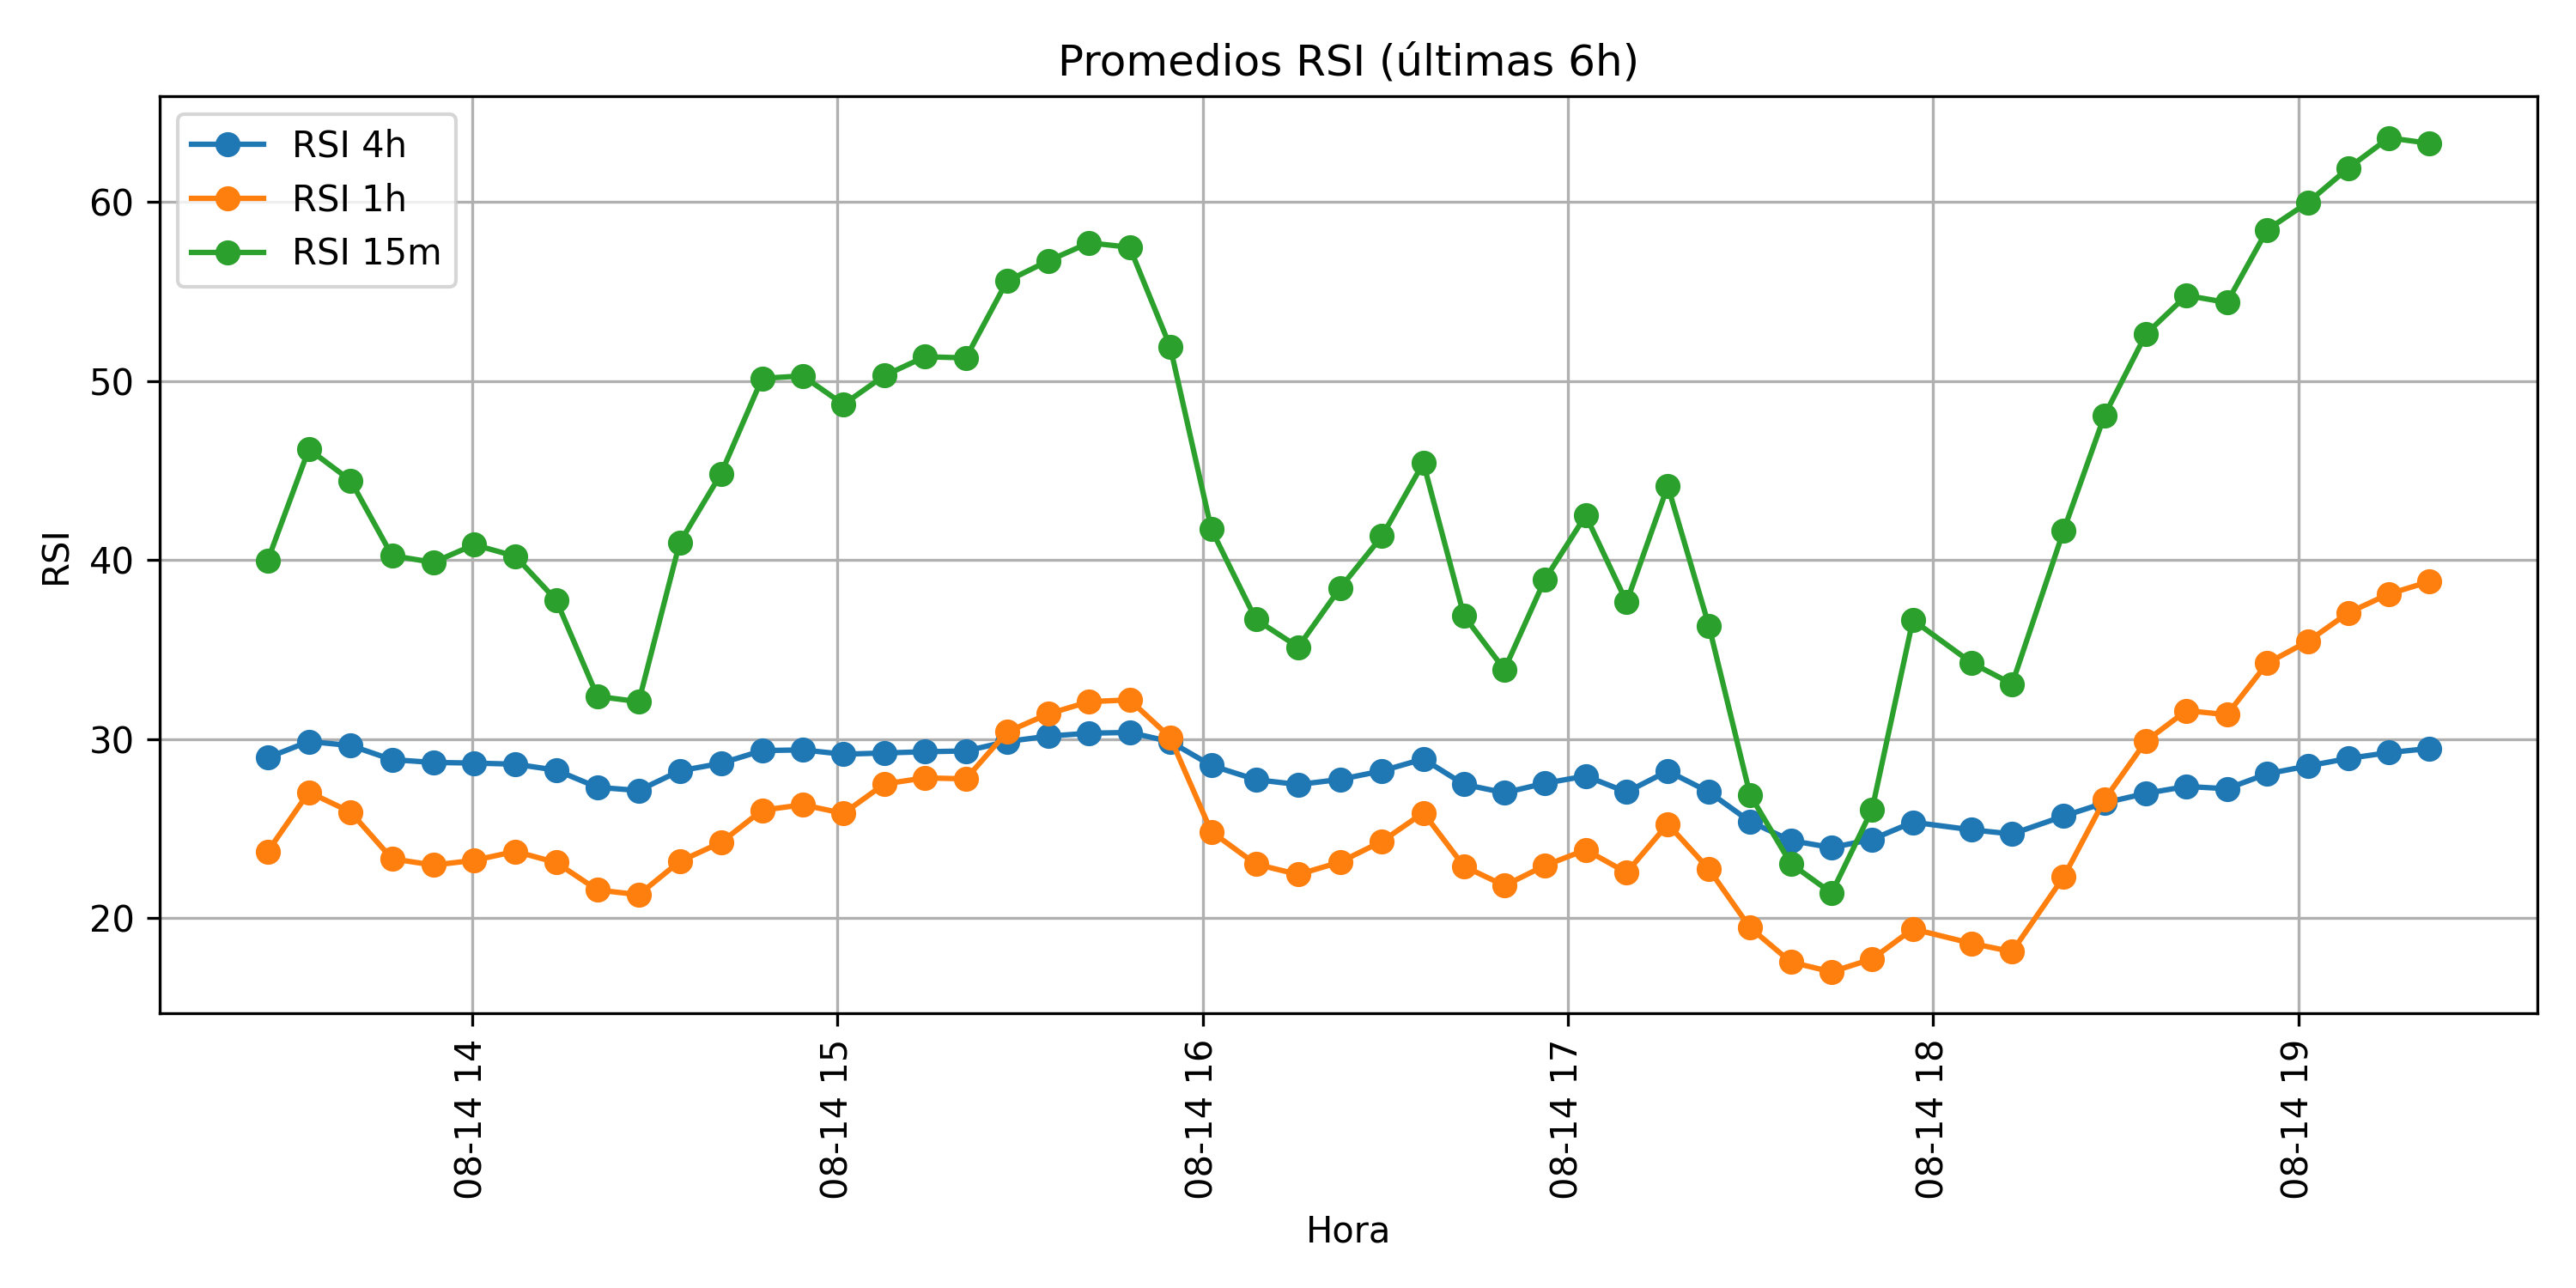 Promedios RSI (últimas 6h)
RSI 4h
RSI 1h
RSI 15m
RSI
60
50
40
30
20
08-14 14
08-14 15
08-14 16
08-14 17
08-14 18
08-14 19
Hora